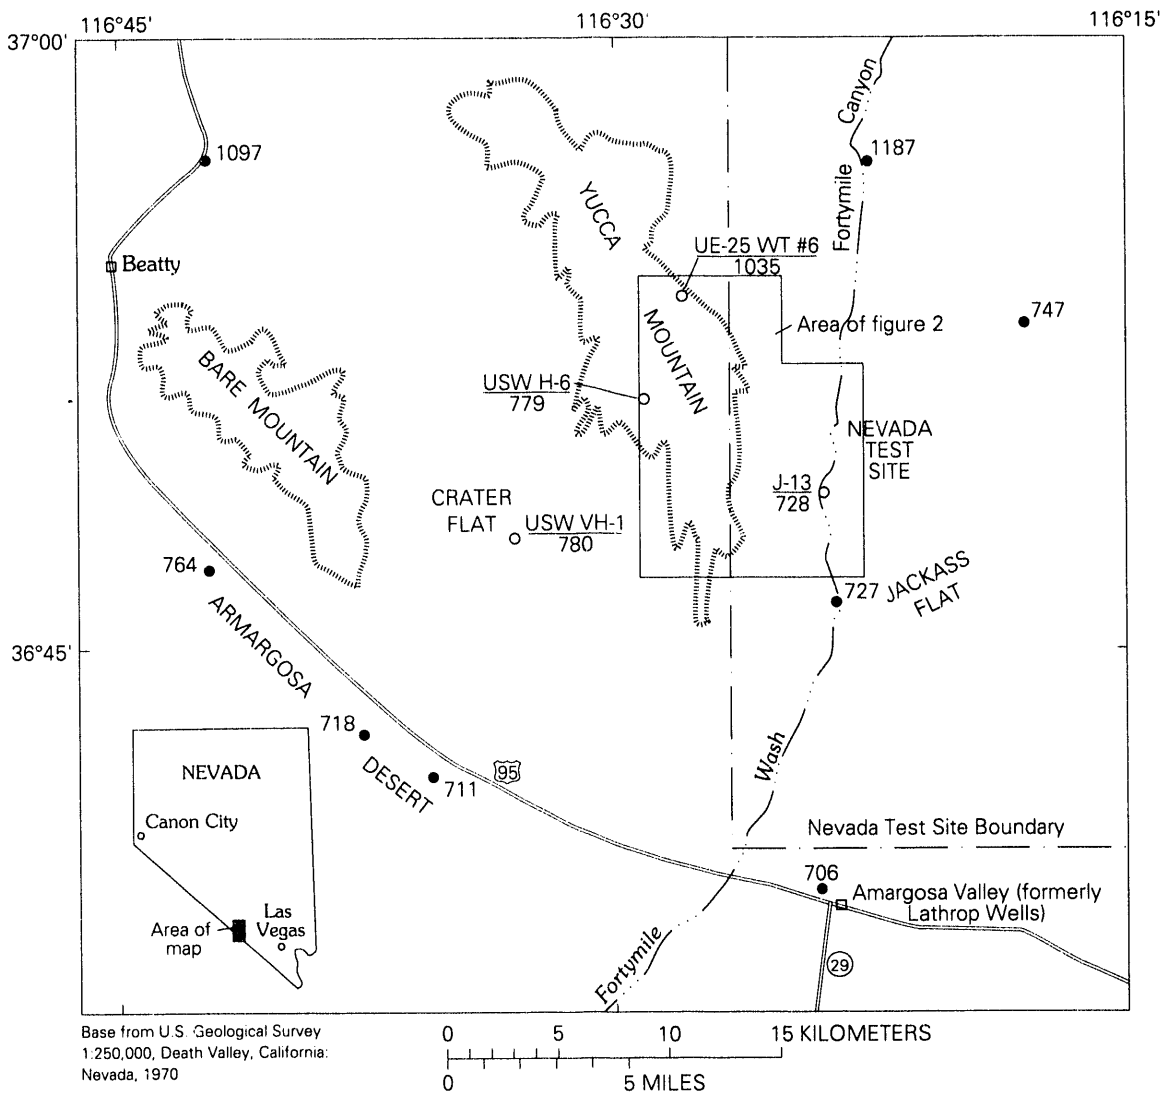 116°45'
116°30'
116°15'
37°00'
Canyon
1097
1187
YUCCA
Fortymile
UE-25 WT #6
1035
Beatty
747
MOUNTAIN
Area of figure 2
BARE MOUNTAIN
USW H-6
779
NEVADA
TEST
SITE
J-13
728
CRATER
FLAT
USW VH-1
780
764
727
JACKASS
FLAT
ARMARGOSA
36°45'
718
Wash
NEVADA
95
DESERT
711
Canon City
Nevada Test Site Boundary
706
Amargosa Valley (formerly
Lathrop Wells)
Las
Vegas
Area of
map
Fortymile
29
Base from U.S. Geological Survey
1:250,000, Death Valley, California:
Nevada, 1970
0 5 10 15 KILOMETERS
0 5 MILES